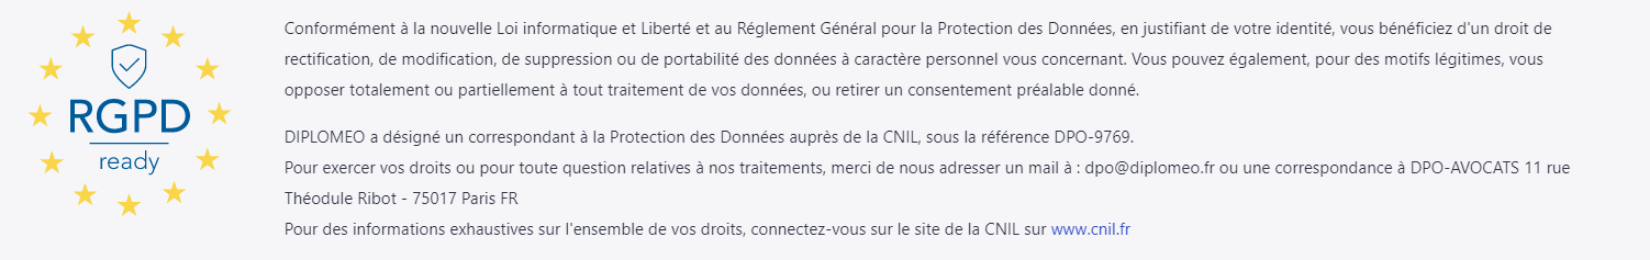 RGPD
ready
Conformément à la nouvelle Loi informatique et Liberté et au Réglement Général pour la Protection des Données, en justifiant de votre identité, vous bénéficiez d'un droit de
rectification, de modification, de suppression ou de portabilité des données à caractère personnel vous concernant. Vous pouvez également, pour des motifs légitimes, vous
opposer totalement ou partiellement à tout traitement de vos données, ou retirer un consentement préalable donné.
DIPLOMEO a désigné un correspondant à la Protection des Données auprès de la CNIL, sous la référence DPO-9769.
Pour exercer vos droits ou pour toute question relatives à nos traitements, merci de nous adresser un mail à : dpo@diplomeo.fr ou une correspondance à DPO-AVOCATS 11 rue
Théodule Ribot - 75017 Paris FR
Pour des informations exhaustives sur l'ensemble de vos droits, connectez-vous sur le site de la CNIL sur www.cnil.fr